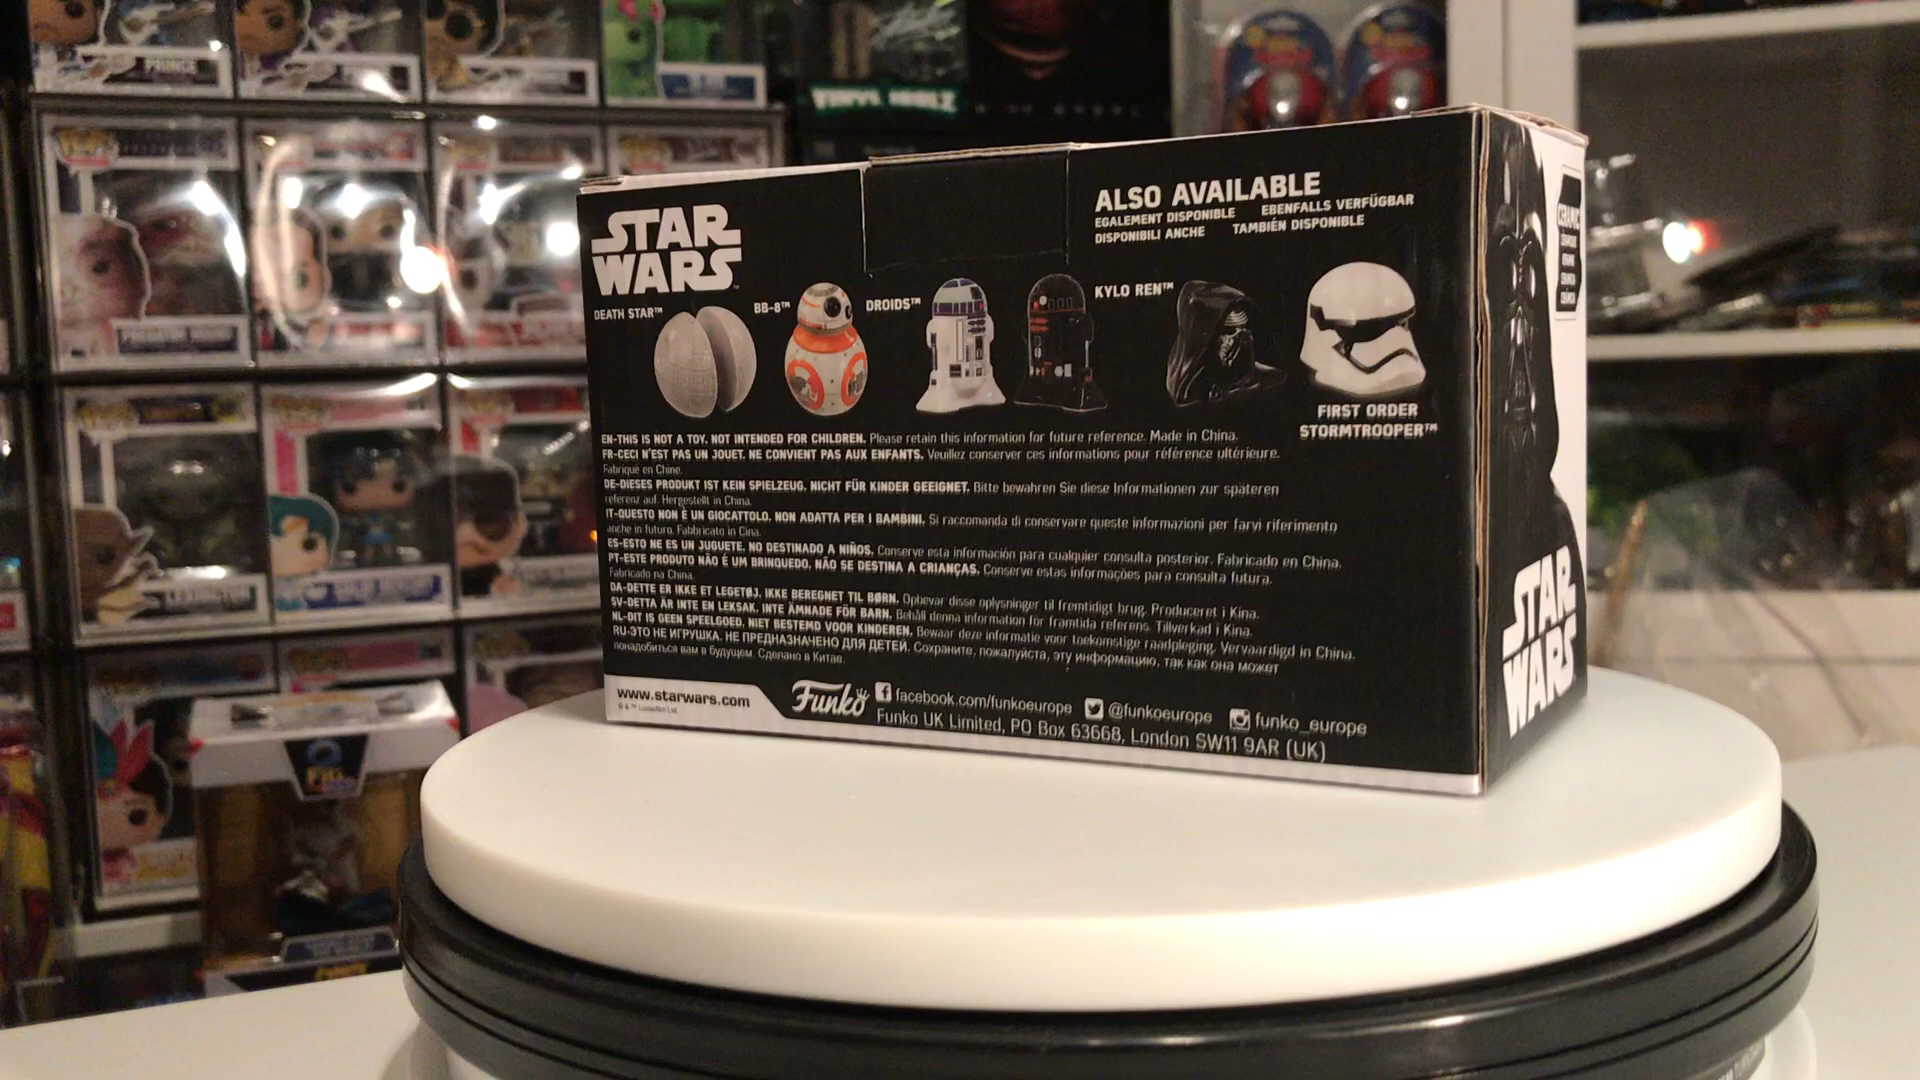 PRINCE
VINYL IDOLZ
LEXINGTON
STAR
WARS
ALSO AVAILABLE
EGALEMENT DISPONIBLE EBENFALLS VERFÜGBAR
DISPONIBILI ANCHE TAMBIÉN DISPONIBLE
DEATH STAR™
BB-8™
DROIDS™
KYLO REN™
FIRST ORDER
STORMTROOPER™
EN-THIS IS NOT A TOY. NOT INTENDED FOR CHILDREN. Please retain this information for future reference. Made in China.
FR-CECI N'EST PAS UN JOUET. NE CONVIENT PAS AUX ENFANTS. Veuillez conserver ces informations pour référence ultérieure.
Fabriqué en Chine.
DE-DIESES PRODUKT IST KEIN SPIELZEUG. NICHT FÜR KINDER GEEIGNET. Bitte bewahren Sie diese Informationen zur späteren
referenz auf. Hergestellt in China.
IT-QUESTO NON È UN GIOCATTOLO. NON ADATTA PER I BAMBINI. Si raccomanda di conservare queste informazioni per farvi riferimento
anche in futuro. Fabbricato in Cina.
ES-ESTO NE ES UN JUGUETE. NO DESTINADO A NIÑOS. Conserve esta información para cualquier consulta posterior. Fabricado en China.
PT-ESTE PRODUTO NÃO É UM BRINQUEDO. NÃO SE DESTINA A CRIANÇAS. Conserve estas informações para consulta futura.
Fabricado na China.
DA-DETTE ER IKKE ET LEGETØJ. IKKE BEREGNET TIL BØRN. Opbevar disse oplysninger til fremtidigt brug. Produceret i Kina.
SV-DETTA ÄR INTE EN LEKSAK. INTE ÄMNADE FÖR BARN. Behåll denna information för framtida referens. Tillverkad i Kina.
NL-DIT IS GEEN SPEELGOED. NIET BESTEMD VOOR KINDEREN. Bewaar deze informatie voor toekomstige raadpleging. Vervaardigd in China.
RU-ЭТО НЕ ИГРУШКА. НЕ ПРЕДНАЗНАЧЕНО ДЛЯ ДЕТЕЙ. Сохраните, пожалуйста, эту информацию, так как она может
понадобиться вам в будущем. Сделано в Китае.
www.starwars.com
© & ™ Lucasfilm Ltd.
Funko
facebook.com/funkoeurope @funkoeurope funko_europe
Funko UK Limited, PO Box 63668, London SW11 9AR (UK)
CERAMIC
STAR
WARS